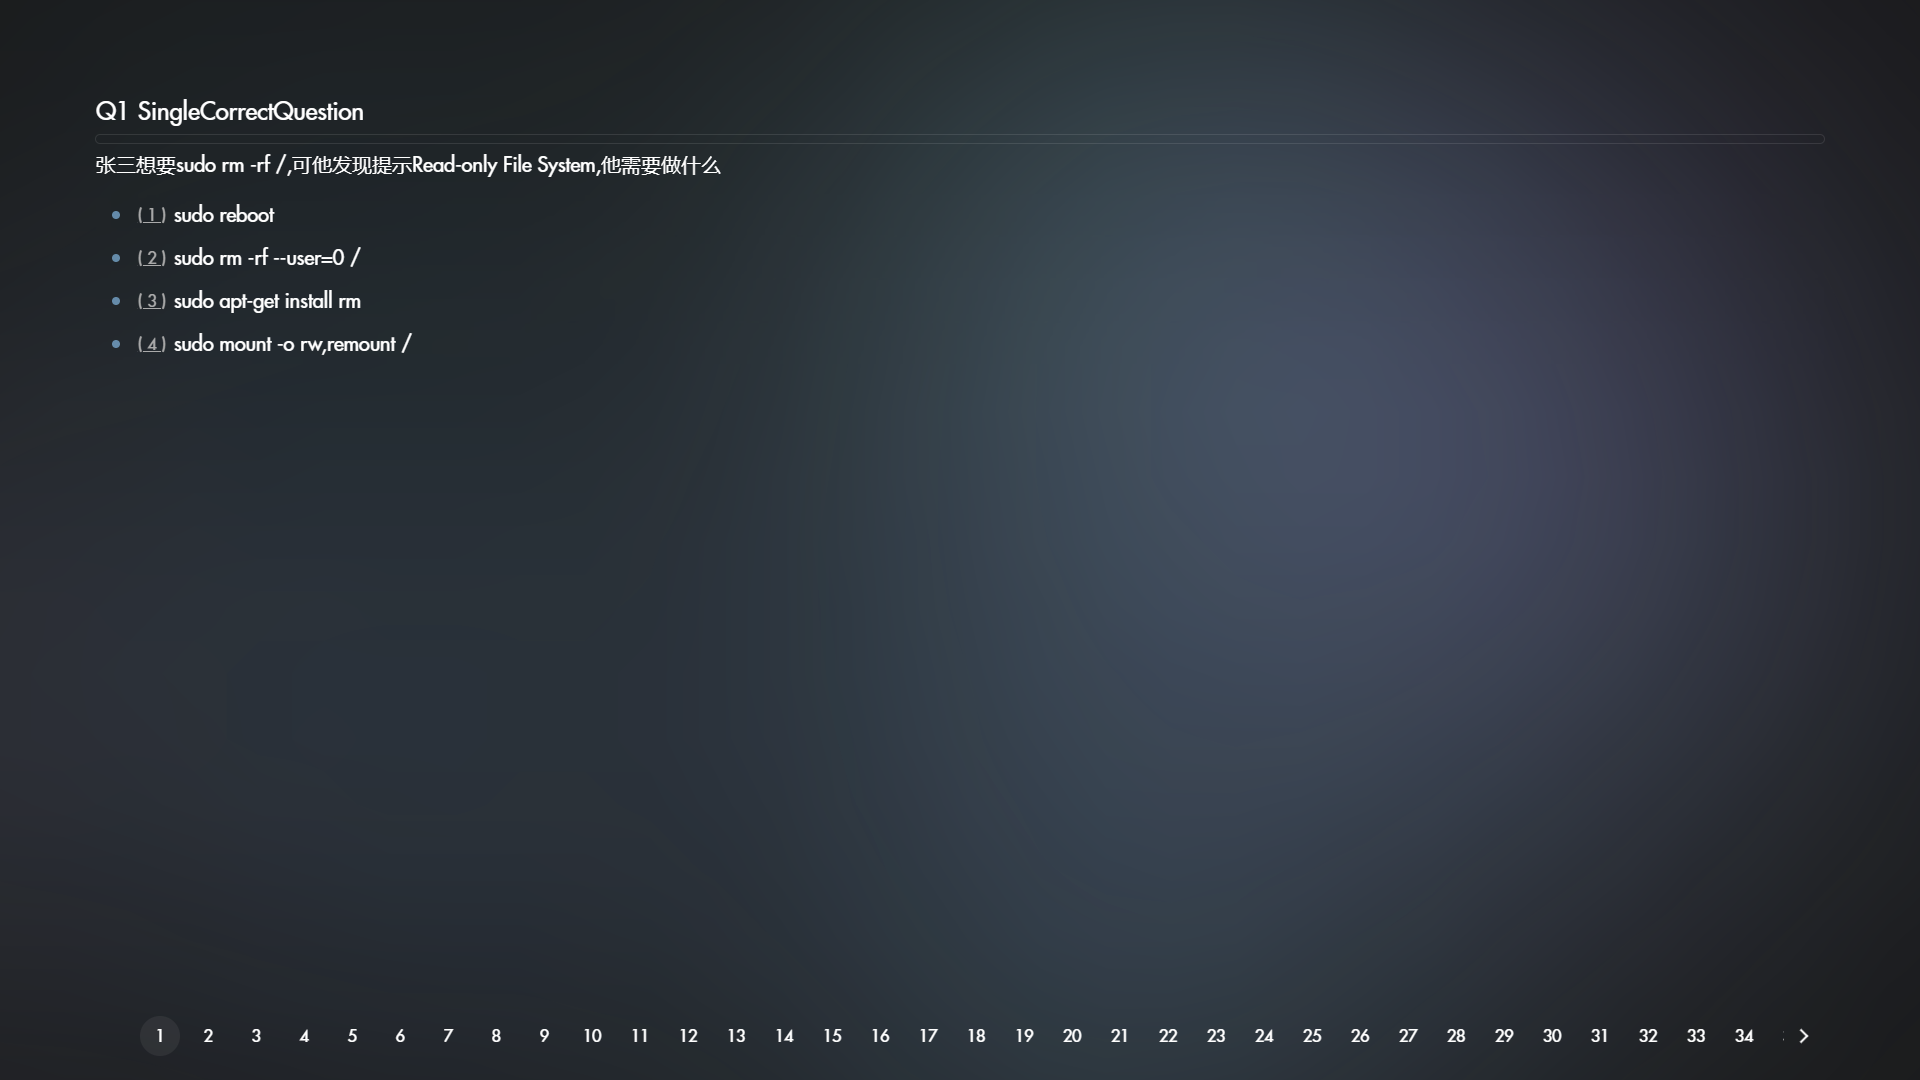 Q1 SingleCorrectQuestion
张三想要sudo rm -rf /,可他发现提示Read-only File System,他需要做什么
( 1 ) sudo reboot
( 2 ) sudo rm -rf --user=0 /
( 3 ) sudo apt-get install rm
( 4 ) sudo mount -o rw,remount /
1 2 3 4 5 6 7 8 9 10 11 12 13 14 15 16 17 18 19 20 21 22 23 24 25 26 27 28 29 30 31 32 33 34